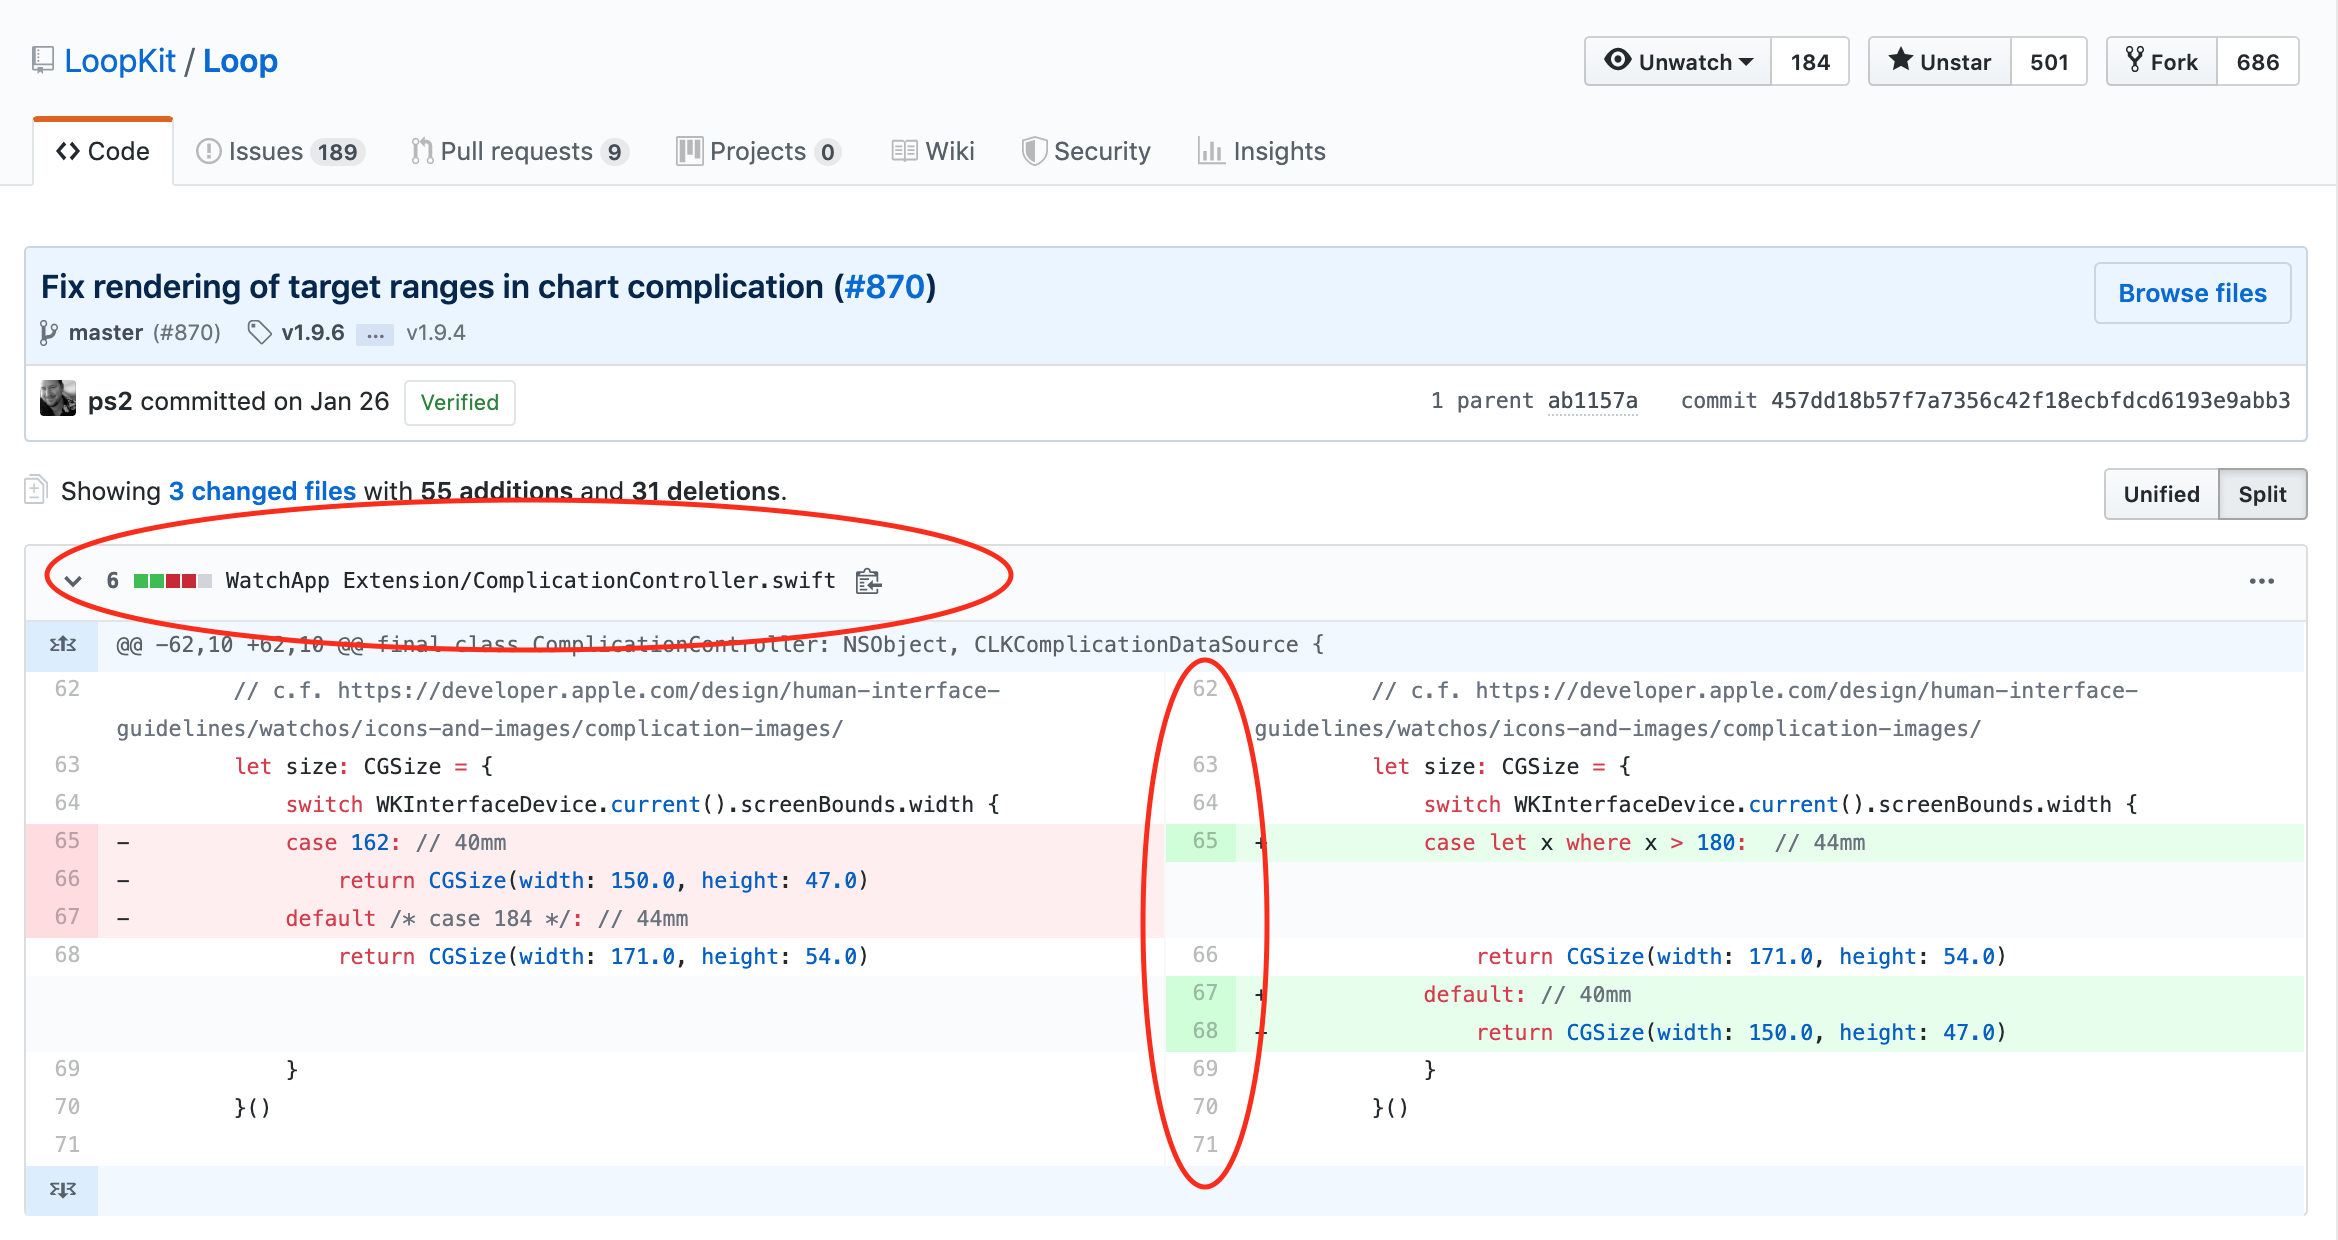 LoopKit / Loop
Unwatch 184 Unstar 501 Fork 686
Code Issues 189 Pull requests 9 Projects 0 Wiki Security Insights
Fix rendering of target ranges in chart complication (#870)
Browse files
master (#870) v1.9.6 ... v1.9.4
ps2 committed on Jan 26 Verified 1 parent ab1157a commit 457dd18b57f7a7356c42f18ecbfdcd6193e9abb3
Showing 3 changed files with 55 additions and 31 deletions.
Unified Split
6 WatchApp Extension/ComplicationController.swift
@@ -62,10 +62,10 @@ final class ComplicationController: NSObject, CLKComplicationDataSource {
62 // c.f. https://developer.apple.com/design/human-interface-
guidelines/watchos/icons-and-images/complication-images/
63 let size: CGSize = {
64 switch WKInterfaceDevice.current().screenBounds.width {
65 - case 162: // 40mm
66 - return CGSize(width: 150.0, height: 47.0)
67 - default /* case 184 */: // 44mm
68 return CGSize(width: 171.0, height: 54.0)
69 }
70 }()
71
62 // c.f. https://developer.apple.com/design/human-interface-
guidelines/watchos/icons-and-images/complication-images/
63 let size: CGSize = {
64 switch WKInterfaceDevice.current().screenBounds.width {
65 + case let x where x > 180: // 44mm
66 return CGSize(width: 171.0, height: 54.0)
67 + default: // 40mm
68 + return CGSize(width: 150.0, height: 47.0)
69 }
70 }()
71